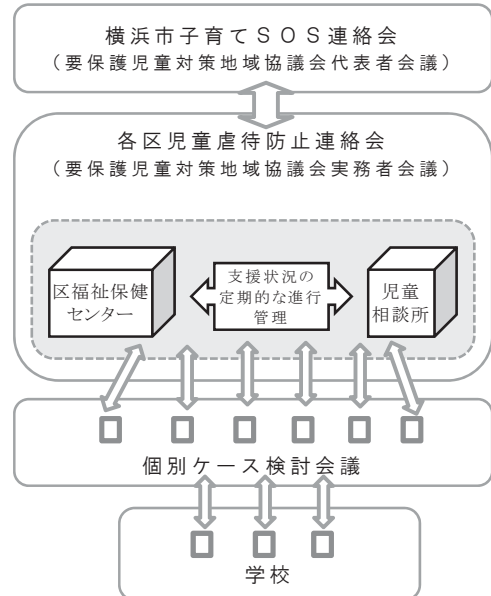 横浜市子育てＳＯＳ連絡会
（要保護児童対策地域協議会代表者会議）
各区児童虐待防止連絡会
（要保護児童対策地域協議会実務者会議）
区福祉保健
センター
支援状況の
定期的な進行
管理
児童
相談所
個別ケース検討会議
学校